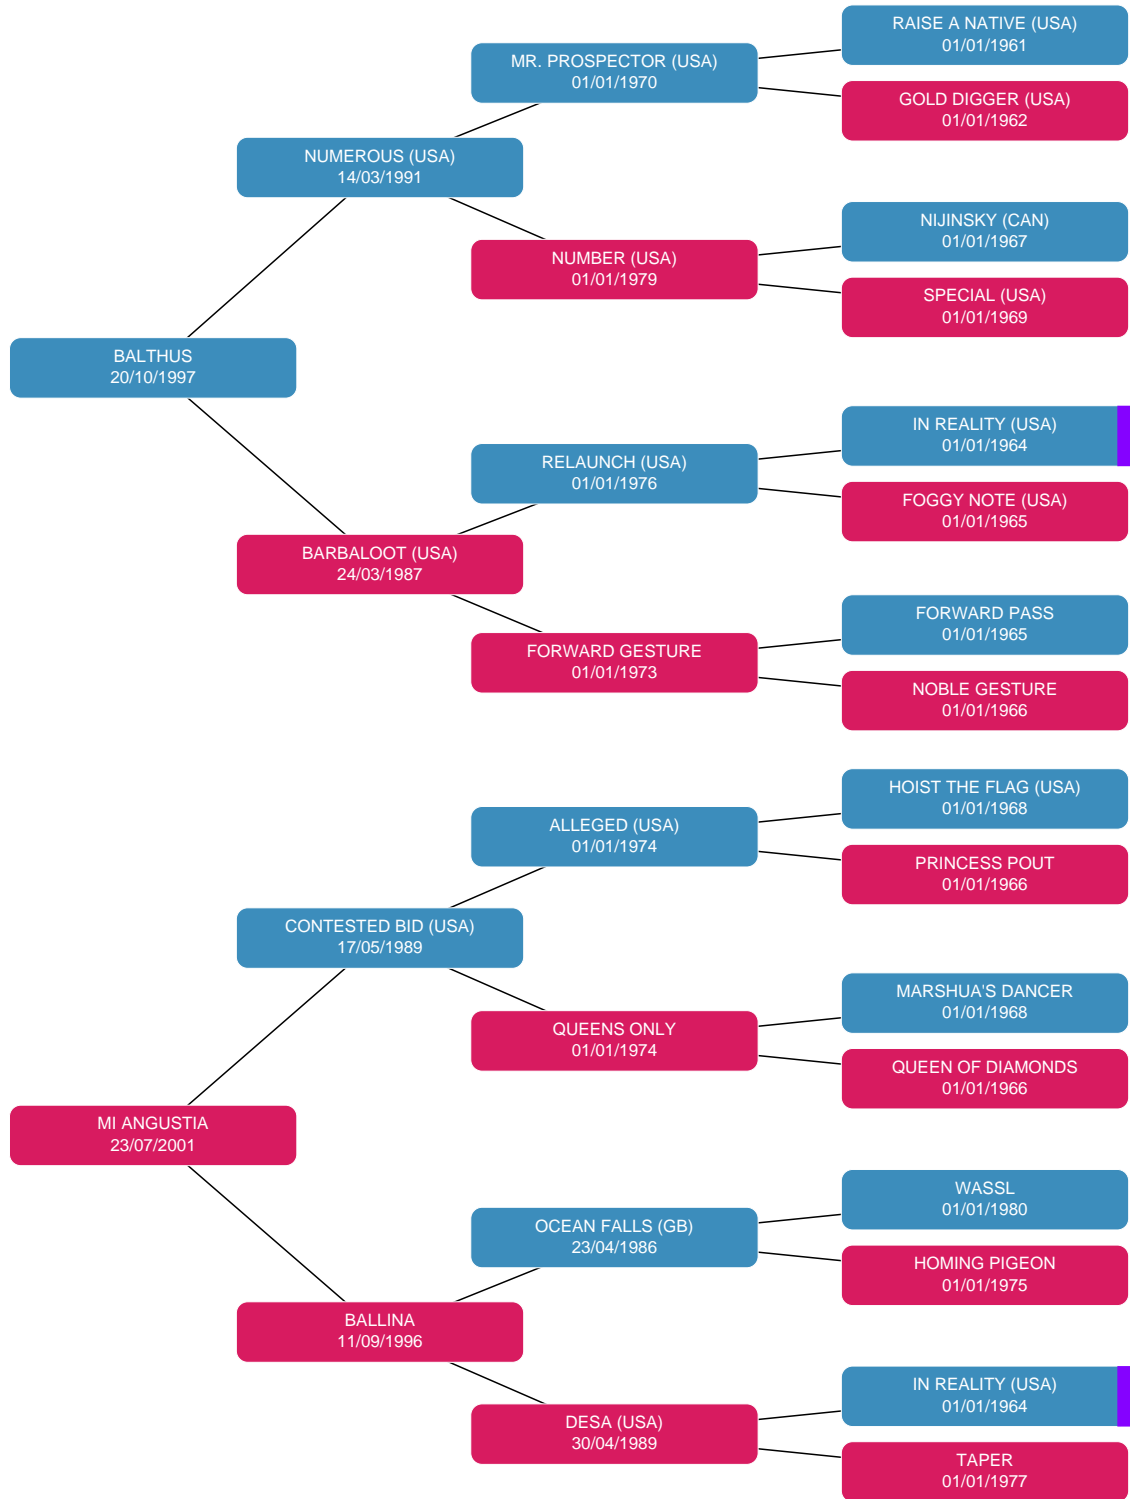 RAISE A NATIVE (USA)
01/01/1961
MR. PROSPECTOR (USA)
01/01/1970
GOLD DIGGER (USA)
01/01/1962
NUMEROUS (USA)
14/03/1991
NIJINSKY (CAN)
01/01/1967
NUMBER (USA)
01/01/1979
SPECIAL (USA)
01/01/1969
BALTHUS
20/10/1997
IN REALITY (USA)
01/01/1964
RELAUNCH (USA)
01/01/1976
FOGGY NOTE (USA)
01/01/1965
BARBALOOT (USA)
24/03/1987
FORWARD PASS
01/01/1965
FORWARD GESTURE
01/01/1973
NOBLE GESTURE
01/01/1966
HOIST THE FLAG (USA)
01/01/1968
ALLEGED (USA)
01/01/1974
PRINCESS POUT
01/01/1966
CONTESTED BID (USA)
17/05/1989
MARSHUA'S DANCER
01/01/1968
QUEENS ONLY
01/01/1974
QUEEN OF DIAMONDS
01/01/1966
MI ANGUSTIA
23/07/2001
WASSL
01/01/1980
OCEAN FALLS (GB)
23/04/1986
HOMING PIGEON
01/01/1975
BALLINA
11/09/1996
IN REALITY (USA)
01/01/1964
DESA (USA)
30/04/1989
TAPER
01/01/1977